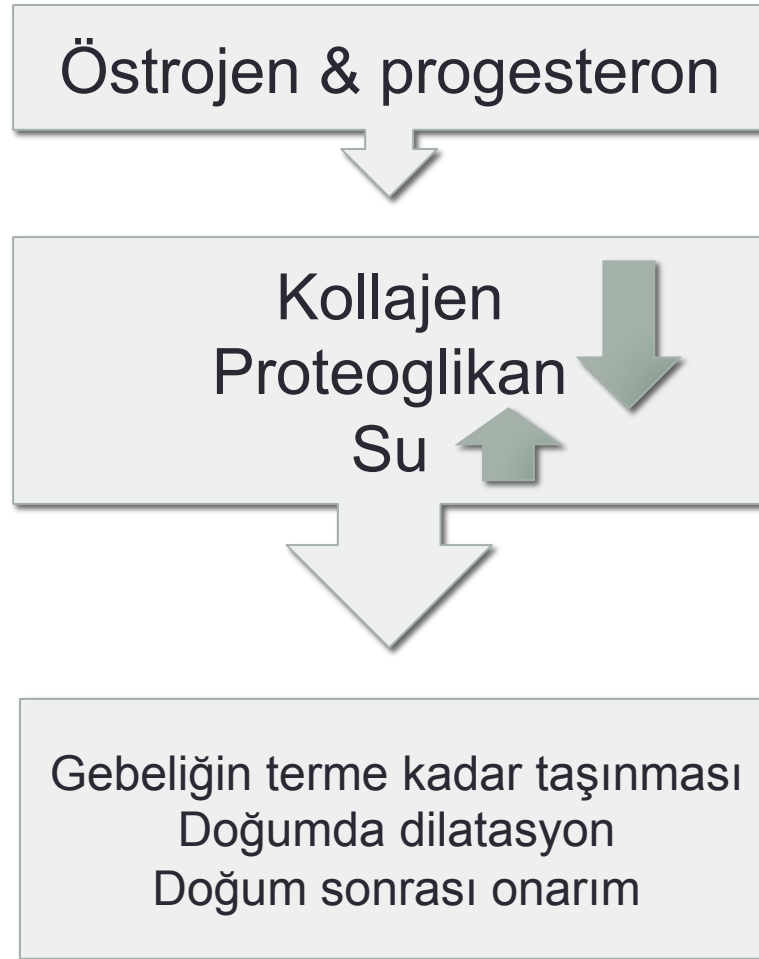 Östrojen & progesteron
Kollajen
Proteoglikan
Su
Gebeliğin terme kadar taşınması
Doğumda dilatasyon
Doğum sonrası onarım